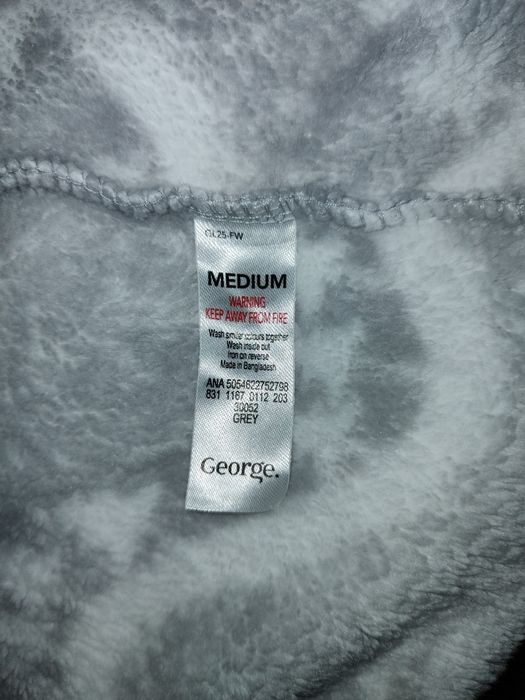 GL25-FW
MEDIUM
WARNING
KEEP AWAY FROM FIRE
Wash similar colours together
Wash inside out
Iron on reverse
Made in Bangladesh
ANA 5054622752798
831 1167 0112 203
30052
GREY
George.